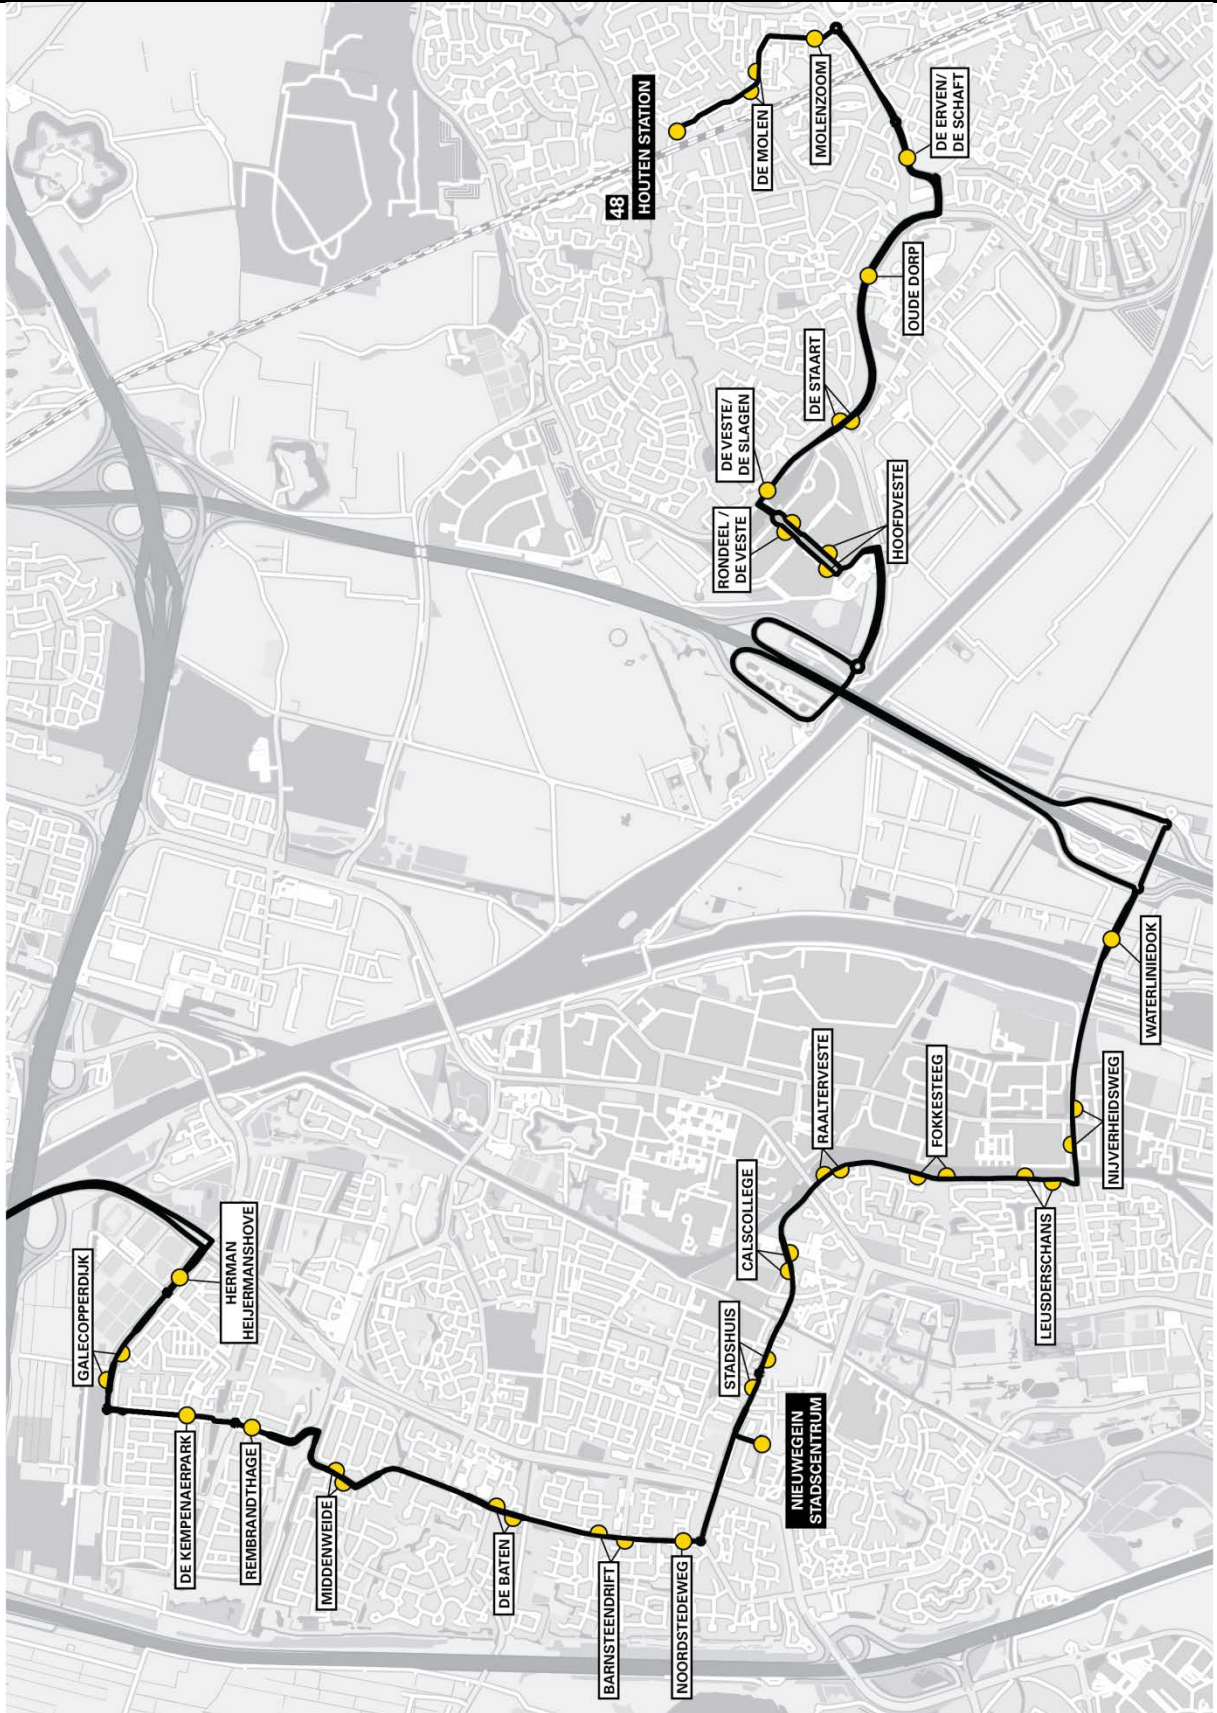 48
HOUTEN STATION
DE MOLEN
MOLENZOOM
DE ERVEN/
DE SCHAFT
OUDE DORP
DE STAART
DE VESTE/
DE SLAGEN
RONDEEL /
DE VESTE
HOOFDVESTE
WATERLINIEDOK
NIJVERHEIDSWEG
LEUSDERSCHANS
FOKKESTEEG
RAALTERVESTE
CALSCOLLEGE
STADSHUIS
NIEUWEGEIN
STADSCENTRUM
NOORDSTEDEWEG
BARNSTEENDRIFT
DE BATEN
MIDDENWEIDE
REMBRANDTHAGE
DE KEMPENAERPARK
GALECOPPERDIJK
HERMAN
HEIJERMANSHOVE